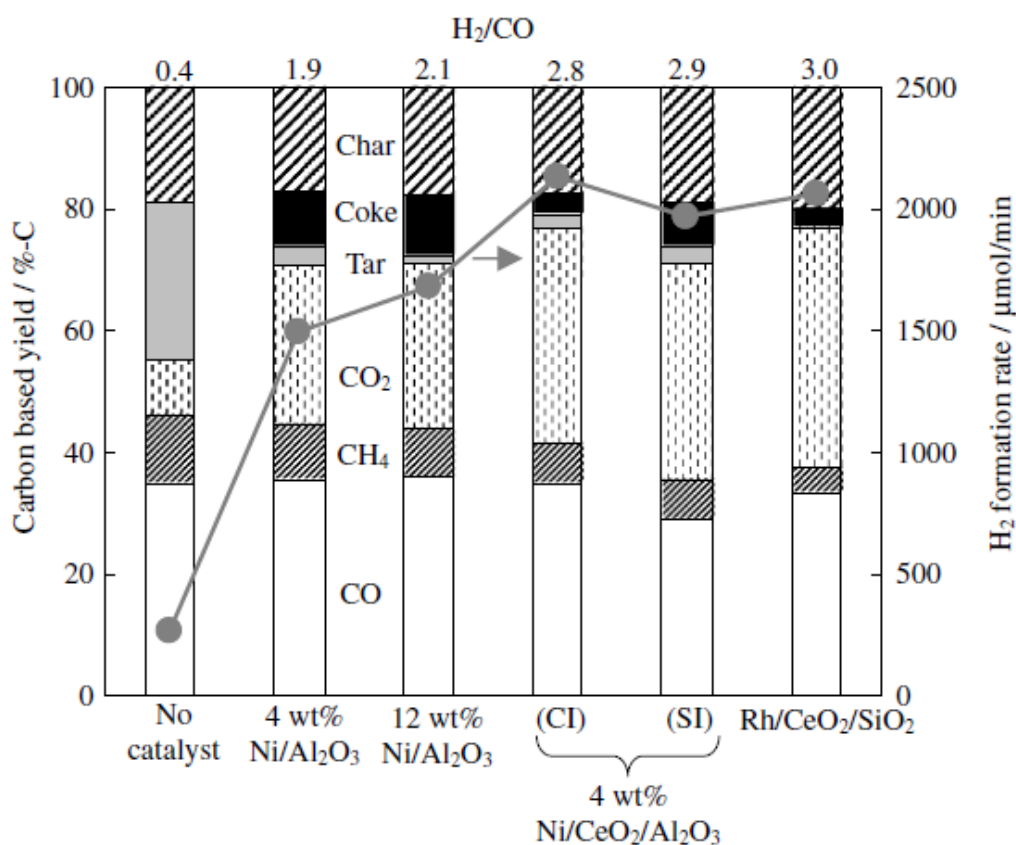 H₂/CO
0.4 1.9 2.1 2.8 2.9 3.0
100 2500
Char
80 Coke 2000
Tar
60 1500
CO₂
CH₄
40 1000
CO
20 500
0 0
Carbon based yield / %-C
H₂ formation rate / μmol/min
No 4 wt% 12 wt% (CI) (SI) Rh/CeO₂/SiO₂
catalyst Ni/Al₂O₃ Ni/Al₂O₃
4 wt%
Ni/CeO₂/Al₂O₃